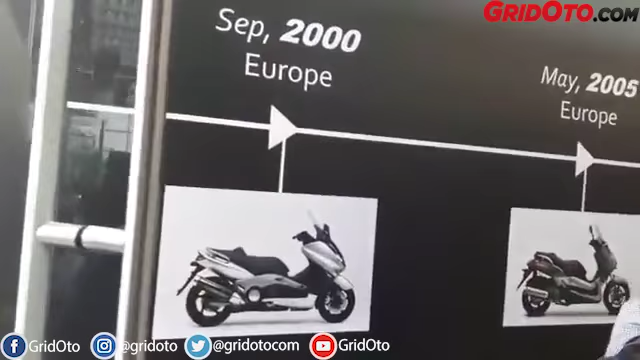 GRIDOTO.COM
Sep, 2000
Europe
May, 2005
Europe
GridOto
@gridoto
@gridotocom
GridOto